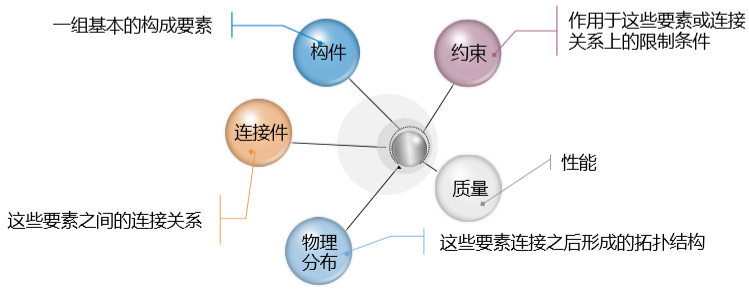 一组基本的构成要素
构件
约束
作用于这些要素或连接
关系上的限制条件
连接件
质量
性能
这些要素之间的连接关系
物理
分布
这些要素连接之后形成的拓扑结构